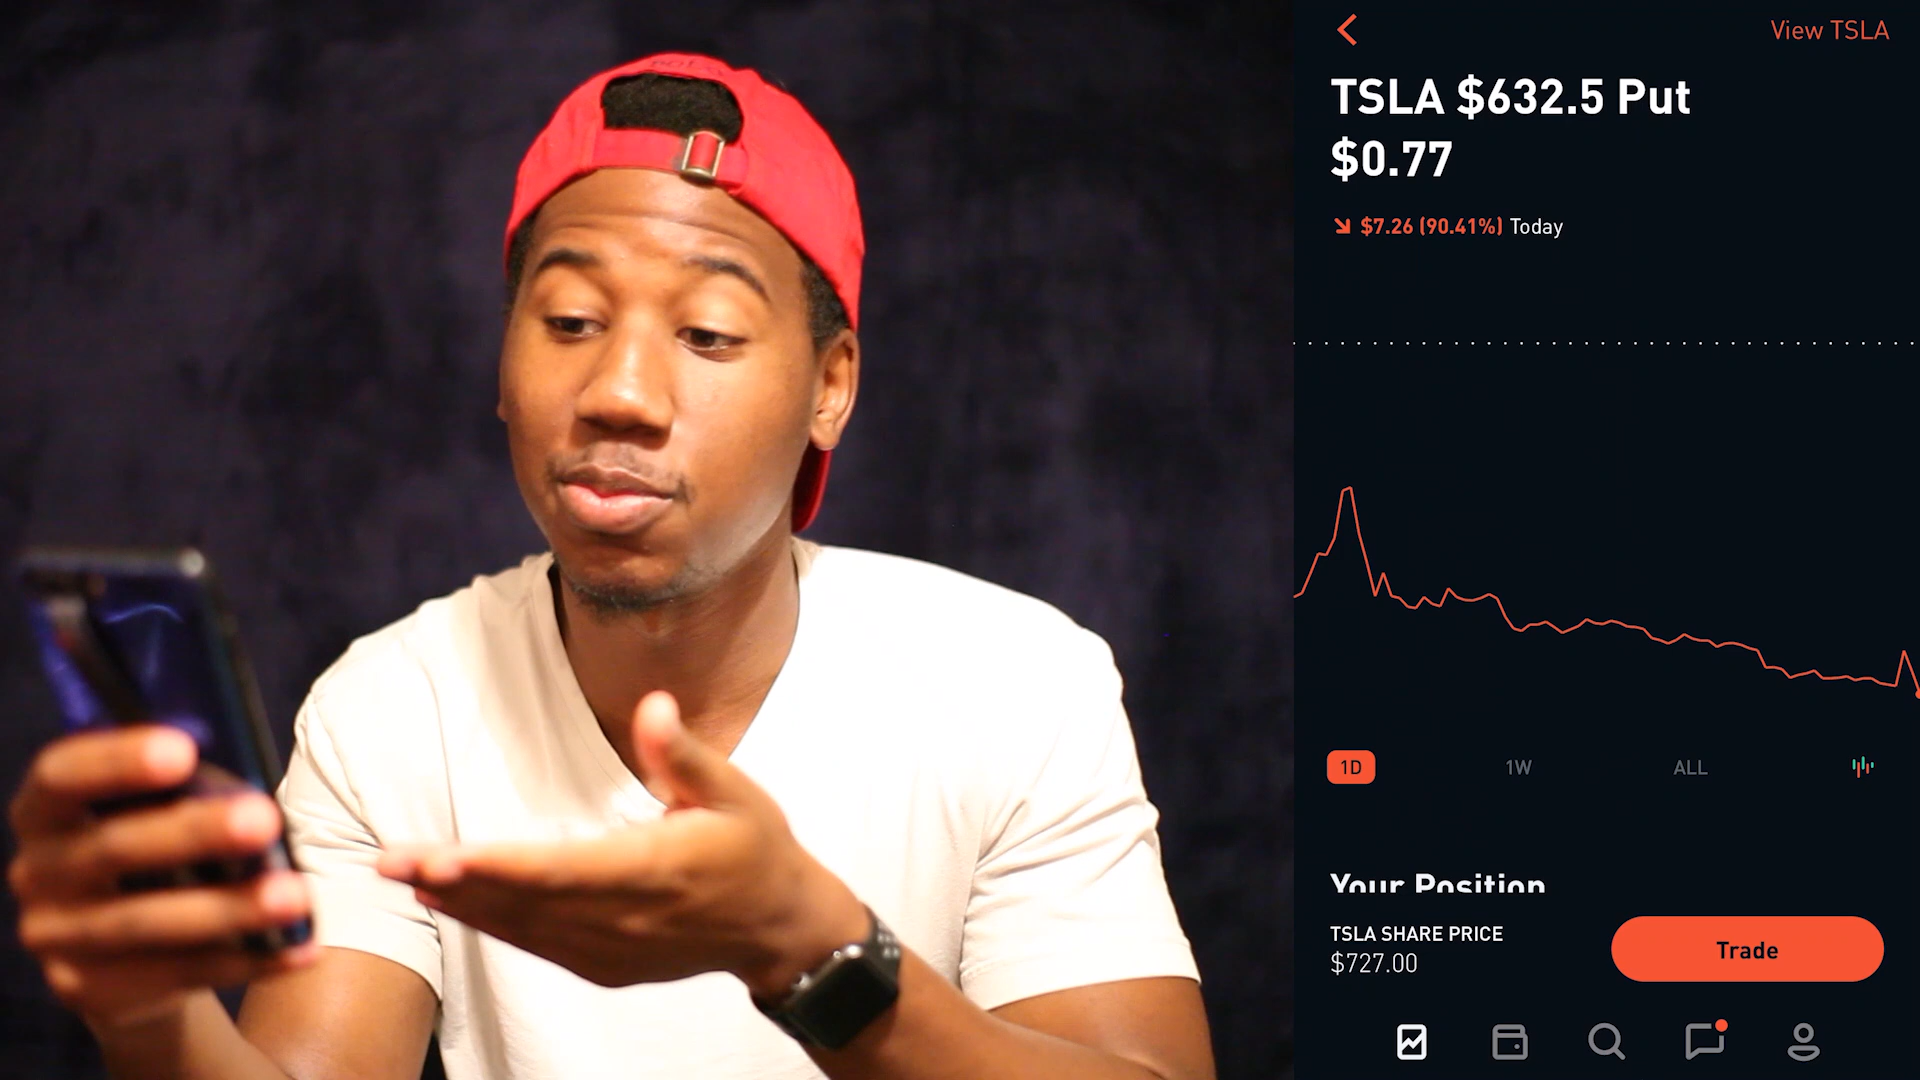 View TSLA
TSLA $632.5 Put
$0.77
$7.26 (90.41%) Today
1D 1W ALL
Your Position
TSLA SHARE PRICE
$727.00
Trade